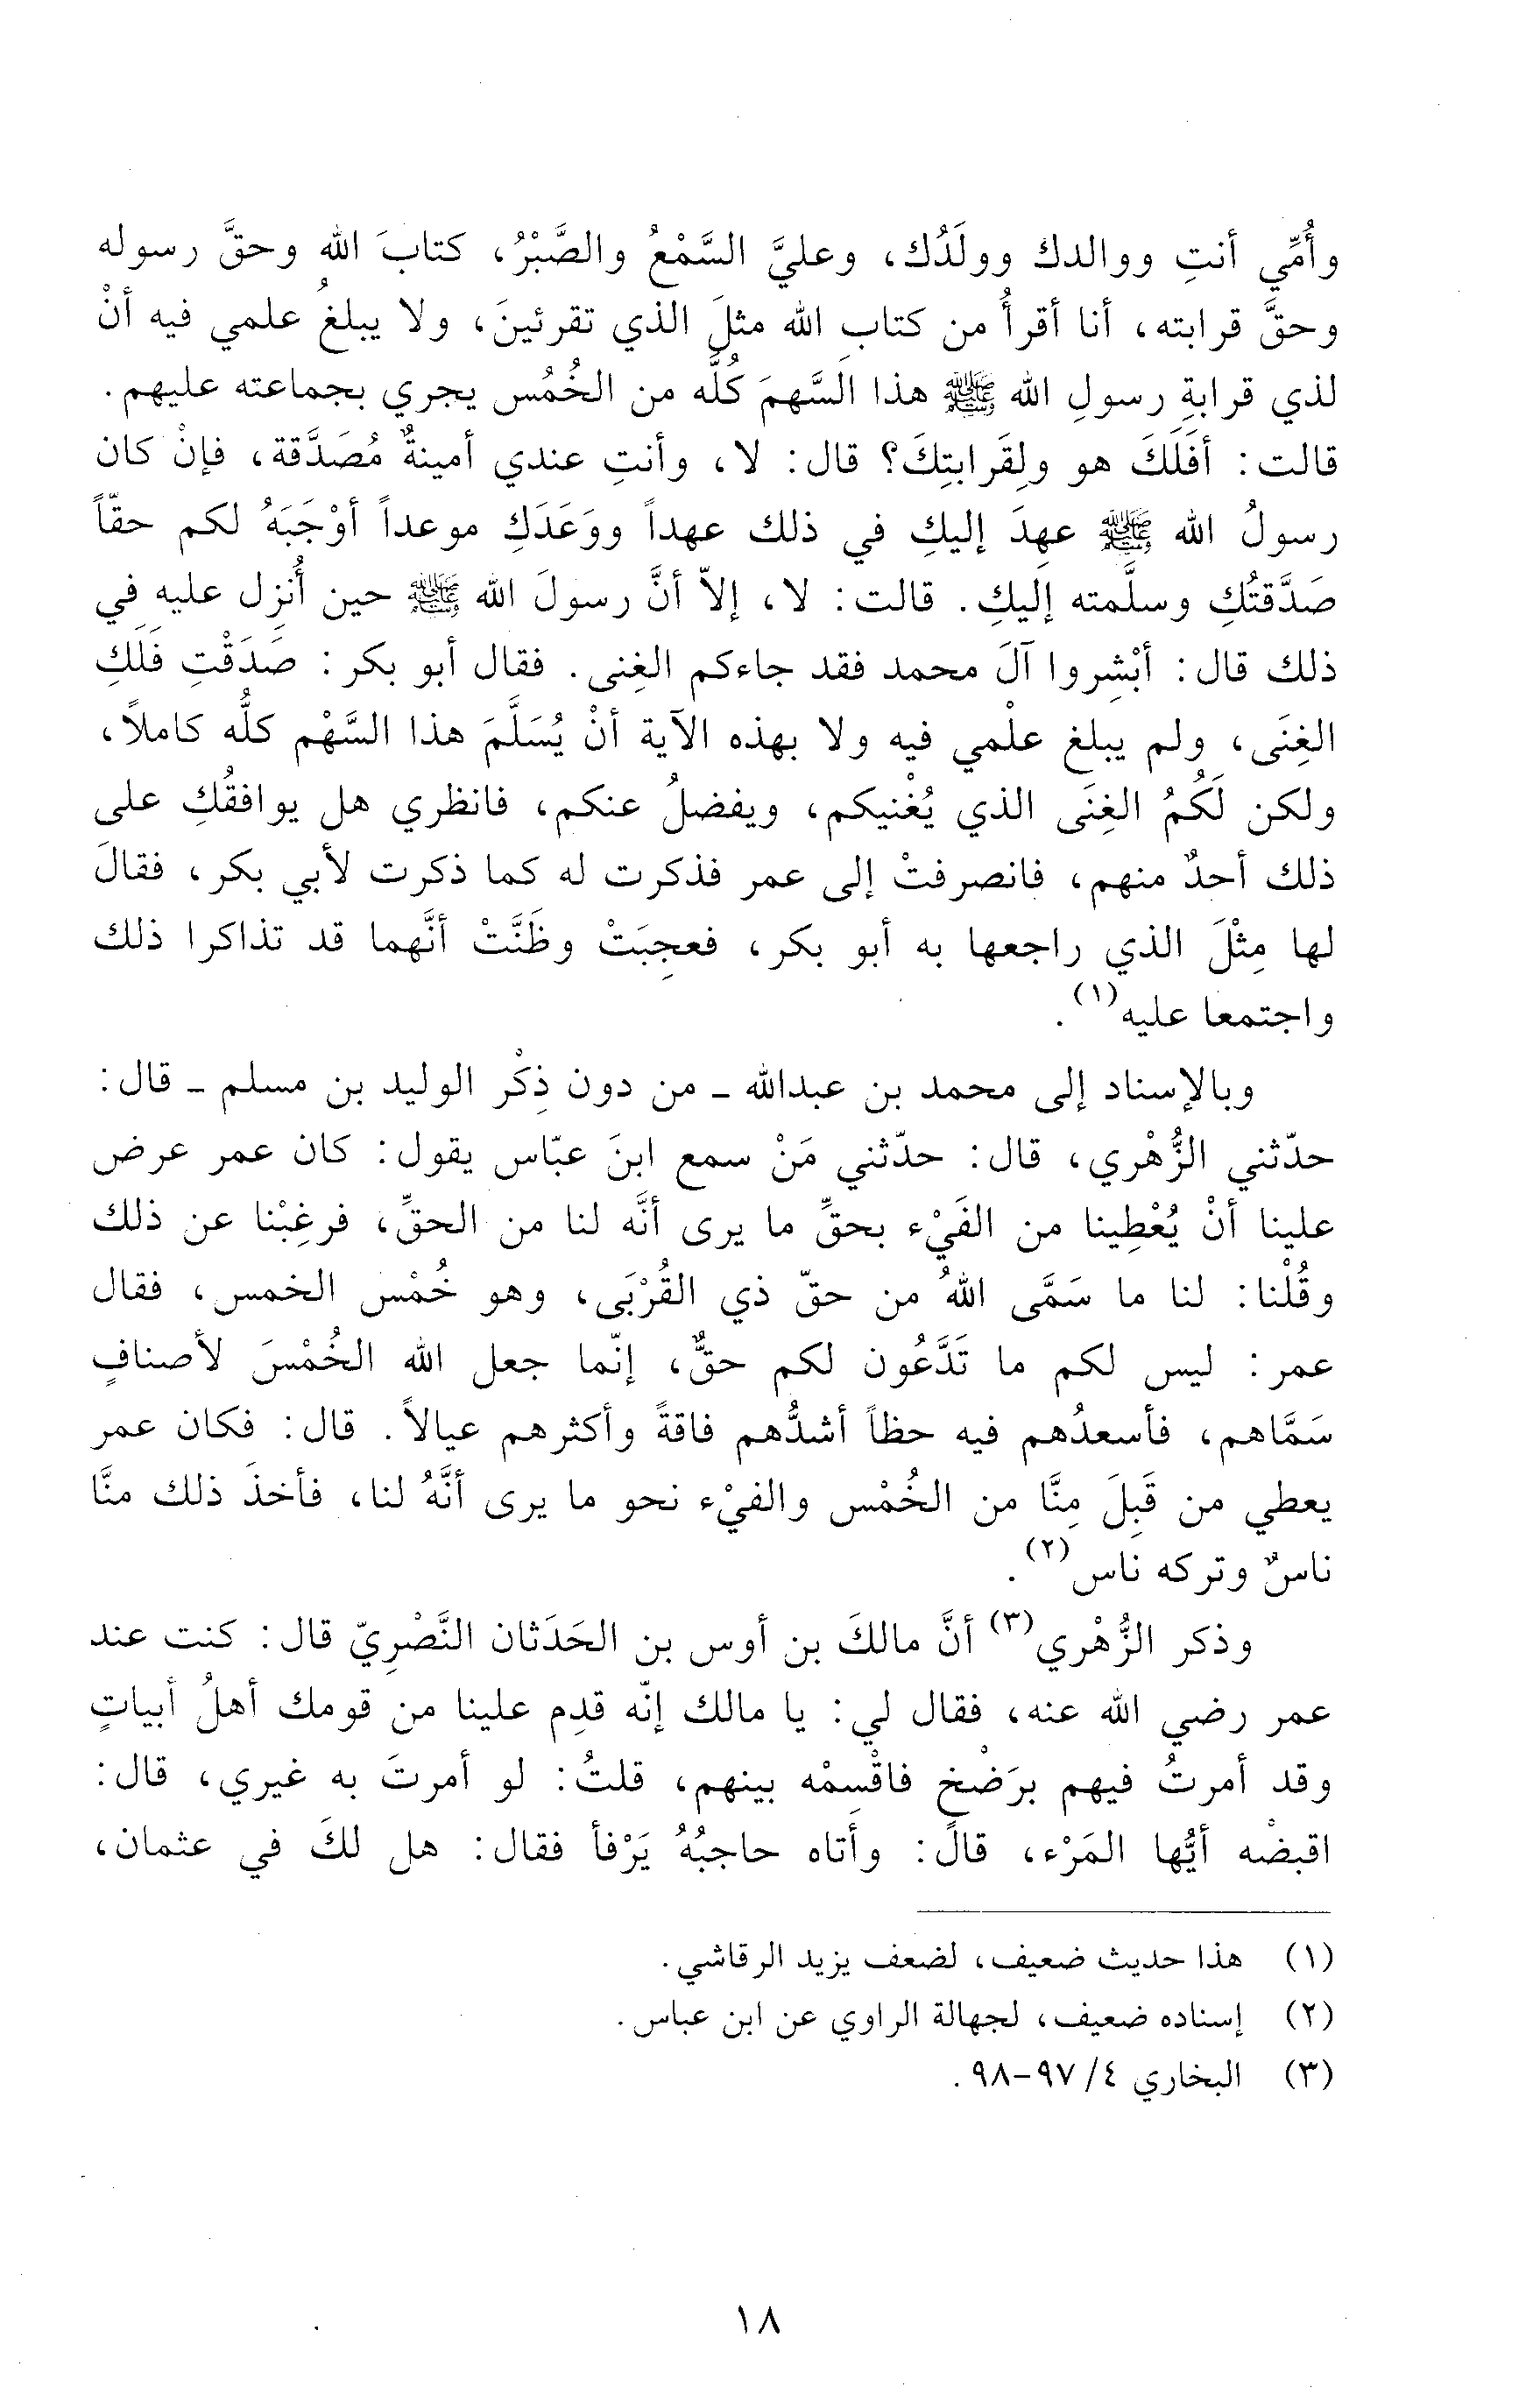 وأُمِّي أنتِ ووالدك وولَدُك، وعليَّ السَّمْعُ والصَّبْرُ، كتابَ الله وحقَّ رسوله
وحقَّ قرابته، أنا أقرأُ من كتاب الله مثلَ الذي تقرئينَ، ولا يبلغُ علمي فيه أنْ
لذي قرابةِ رسولِ الله ﷺ هذا السَّهمَ كُلَّه من الخُمُس يجري بجماعته عليهم.
قالت: أفَلَكَ هو ولِقَرابتِكَ؟ قال: لا، وأنتِ عندي أمينةٌ مُصَدَّقة، فإنْ كان
رسولُ الله ﷺ عهِدَ إليكِ في ذلك عهداً ووَعَدَكِ موعداً أوْجَبَهُ لكم حقّاً
صَدَّقتُكِ وسلَّمته إليكِ. قالت: لا، إلاّ أنَّ رسولَ الله ﷺ حين أُنزِل عليه في
ذلك قال: أبْشِروا آلَ محمد فقد جاءكم الغِنى. فقال أبو بكر: صَدَقْتِ فَلَكِ
الغِنَى، ولم يبلغ علْمي فيه ولا بهذه الآية أنْ يُسَلَّمَ هذا السَّهْم كلُّه كاملاً،
ولكن لَكُمُ الغِنَى الذي يُغْنيكم، ويفضلُ عنكم، فانظري هل يوافقُكِ على
ذلك أحدٌ منهم، فانصرفتْ إلى عمر فذكرت له كما ذكرت لأبي بكر، فقالَ
لها مِثْلَ الذي راجعها به أبو بكر، فعجِبَتْ وظَنَّتْ أنَّهما قد تذاكرا ذلك
واجتمعا عليه(١).
وبالإسناد إلى محمد بن عبدالله ـ من دون ذِكْر الوليد بن مسلم ـ قال:
حدّثني الزُّهْري، قال: حدّثني مَنْ سمع ابنَ عبّاس يقول: كان عمر عرض
علينا أنْ يُعْطِينا من الفَيْء بحقِّ ما يرى أنَّه لنا من الحقِّ، فرغِبْنا عن ذلك
وقُلْنا: لنا ما سَمَّى اللهُ من حقّ ذي القُرْبَى، وهو خُمْس الخمس، فقال
عمر: ليس لكم ما تَدَّعُون لكم حقٌّ، إنّما جعل الله الخُمْسَ لأصنافٍ
سَمَّاهم، فأسعدُهم فيه حظاً أشدُّهم فاقةً وأكثرهم عيالاً. قال: فكان عمر
يعطي من قَبِلَ مِنَّا من الخُمْس والفيْء نحو ما يرى أنَّهُ لنا، فأخذَ ذلك منَّا
ناسٌ وتركه ناس(٢).
وذكر الزُّهْري(٣) أنَّ مالكَ بن أوس بن الحَدَثان النَّصْرِيّ قال: كنت عند
عمر رضي الله عنه، فقال لي: يا مالك إنّه قدِم علينا من قومك أهلُ أبياتٍ
وقد أمرتُ فيهم برَضْخ فاقْسِمْه بينهم، قلتُ: لو أمرتَ به غيري، قال:
اقبضْه أيُّها المَرْء، قال: وأتاه حاجبُهُ يَرْفأ فقال: هل لكَ في عثمان،
(١) هذا حديث ضعيف، لضعف يزيد الرقاشي.
(٢) إسناده ضعيف، لجهالة الراوي عن ابن عباس.
(٣) البخاري ٤/ ٩٧-٩٨.
١٨